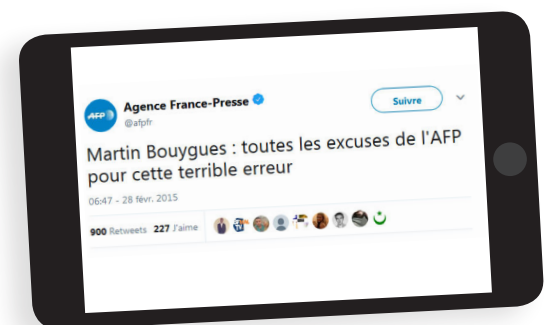 AFP
Agence France-Presse
@afpfr
Suivre
Martin Bouygues : toutes les excuses de l'AFP
pour cette terrible erreur
06:47 - 28 févr. 2015
900 Retweets 227 J'aime